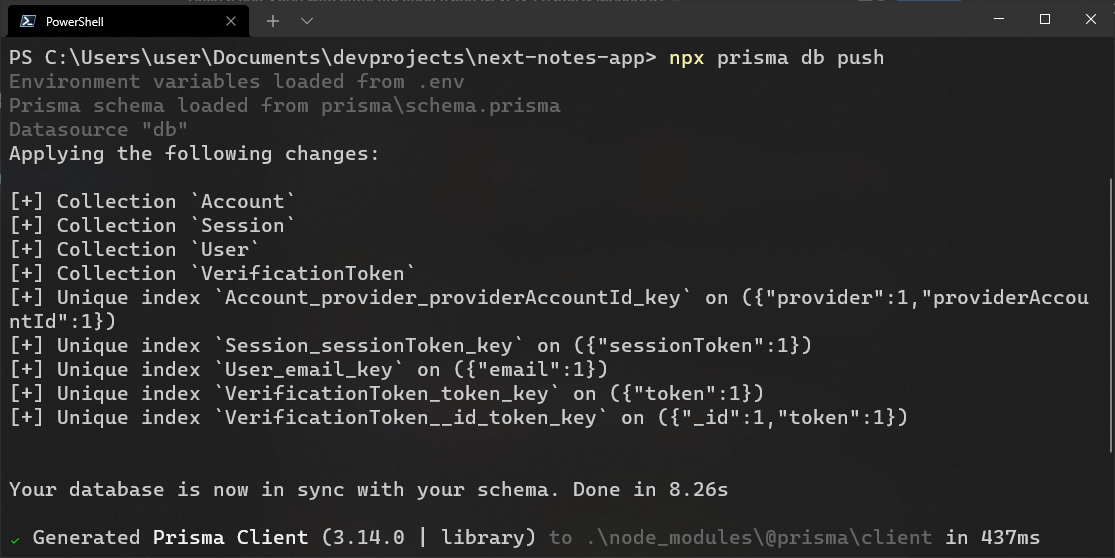 PowerShell
PS C:\Users\user\Documents\devprojects\next-notes-app> npx prisma db push
Environment variables loaded from .env
Prisma schema loaded from prisma\schema.prisma
Datasource "db"
Applying the following changes:
[+] Collection `Account`
[+] Collection `Session`
[+] Collection `User`
[+] Collection `VerificationToken`
[+] Unique index `Account_provider_providerAccountId_key` on ({"provider":1,"providerAccou
ntId":1})
[+] Unique index `Session_sessionToken_key` on ({"sessionToken":1})
[+] Unique index `User_email_key` on ({"email":1})
[+] Unique index `VerificationToken_token_key` on ({"token":1})
[+] Unique index `VerificationToken__id_token_key` on ({"_id":1,"token":1})
Your database is now in sync with your schema. Done in 8.26s
✓ Generated Prisma Client (3.14.0 | library) to .\node_modules\@prisma\client in 437ms